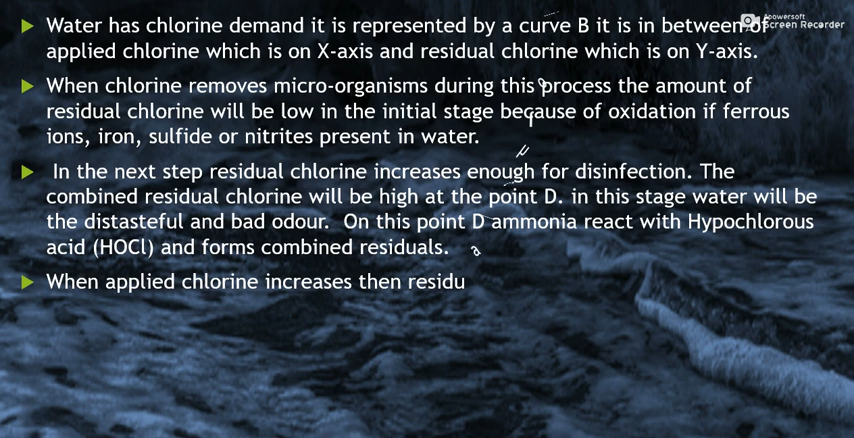 Water has chlorine demand it is represented by a curve B it is in between of
applied chlorine which is on X-axis and residual chlorine which is on Y-axis.
When chlorine removes micro-organisms during this process the amount of
residual chlorine will be low in the initial stage because of oxidation if ferrous
ions, iron, sulfide or nitrites present in water.
In the next step residual chlorine increases enough for disinfection. The
combined residual chlorine will be high at the point D. in this stage water will be
the distasteful and bad odour. On this point D ammonia react with Hypochlorous
acid (HOCl) and forms combined residuals.
When applied chlorine increases then residu
Apowersoft
Screen Recorder